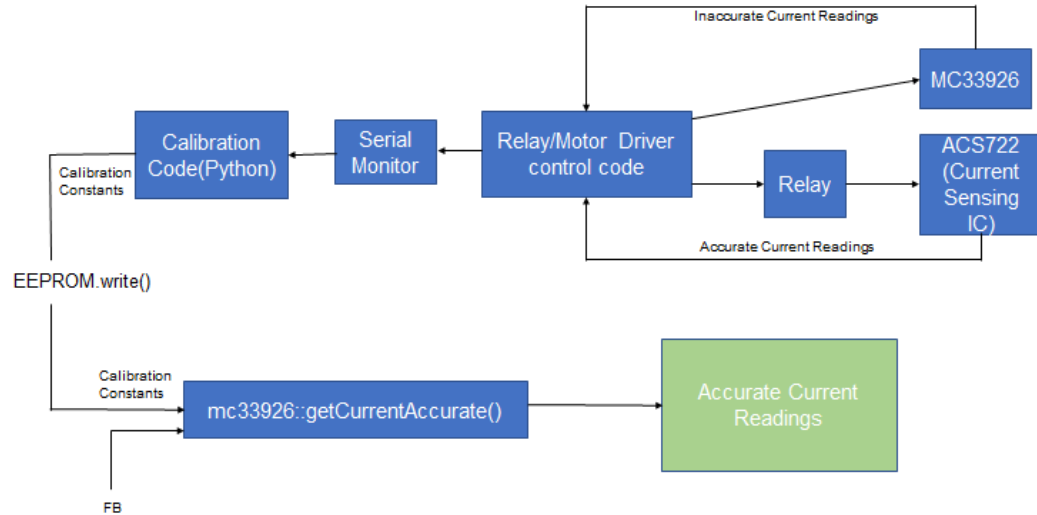 Inaccurate Current Readings
MC33926
Calibration
Code(Python)
Serial
Monitor
Relay/Motor Driver
control code
ACS722
(Current
Sensing
IC)
Relay
Calibration
Constants
Accurate Current Readings
EEPROM.write()
Calibration
Constants
mc33926::getCurrentAccurate()
Accurate Current
Readings
FB